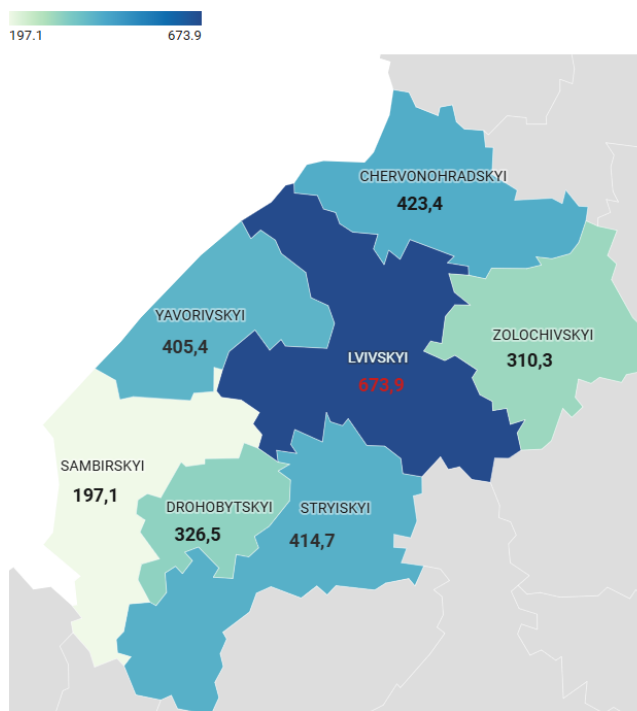 197.1 673.9
CHERVONOHRADSKYI
423,4
YAVORIVSKYI
405,4
ZOLOCHIVSKYI
310,3
LVIVSKYI
673,9
SAMBIRSKYI
197,1
DROHOBYTSKYI
326,5
STRYISKYI
414,7